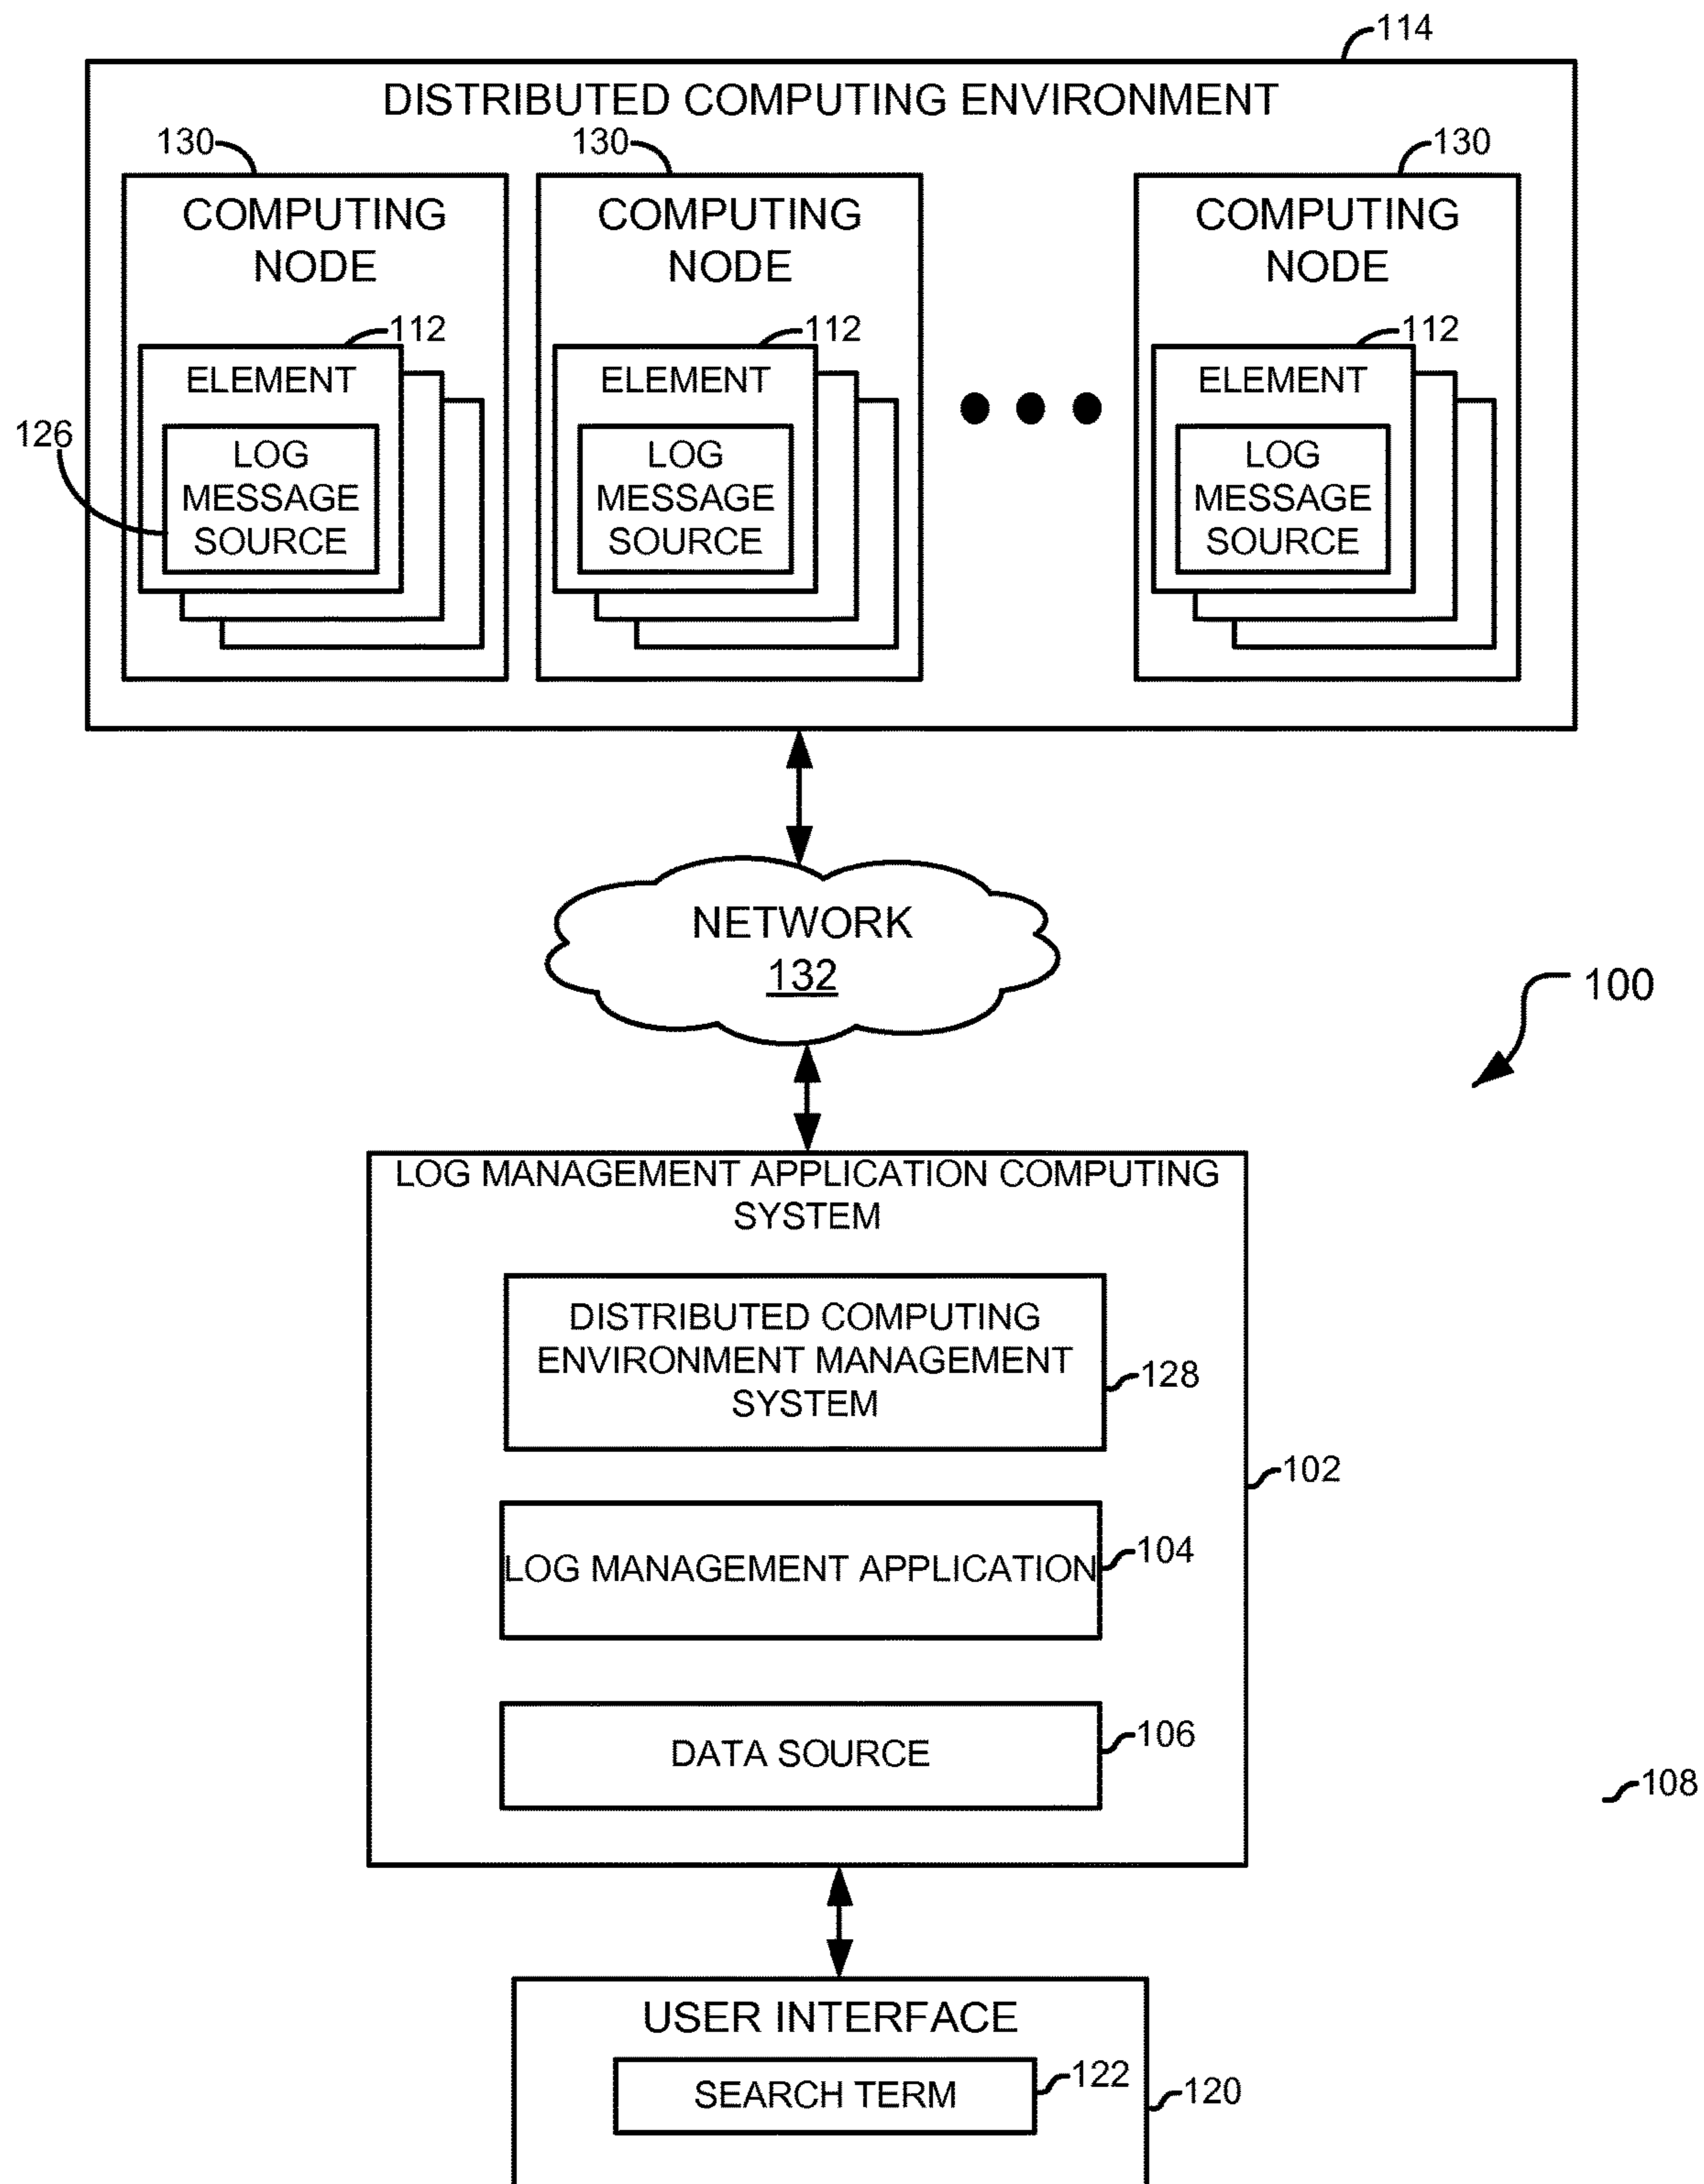 114
DISTRIBUTED COMPUTING ENVIRONMENT
130
130
130
COMPUTING
NODE
COMPUTING
NODE
COMPUTING
NODE
112
112
112
ELEMENT
ELEMENT
ELEMENT
126
LOG
MESSAGE
SOURCE
LOG
MESSAGE
SOURCE
LOG
MESSAGE
SOURCE
NETWORK
132
100
LOG MANAGEMENT APPLICATION COMPUTING
SYSTEM
DISTRIBUTED COMPUTING
ENVIRONMENT MANAGEMENT
SYSTEM
128
102
LOG MANAGEMENT APPLICATION
104
DATA SOURCE
106
108
USER INTERFACE
SEARCH TERM
122
120